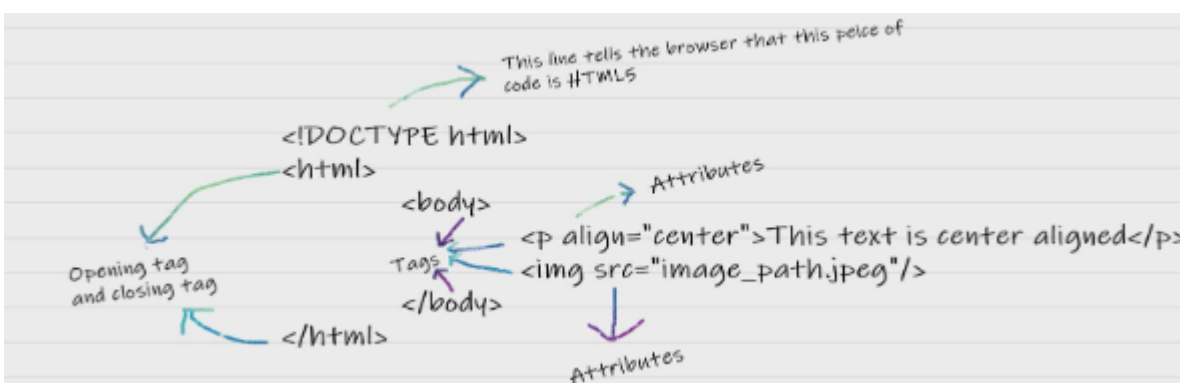 This line tells the browser that this peice of
code is HTML5
<!DOCTYPE html>
<html>
Attributes
<body>
<p align="center">This text is center aligned</p>
Tags
<img src="image_path.jpeg"/>
Opening tag
and closing tag
</body>
</html>
Attributes